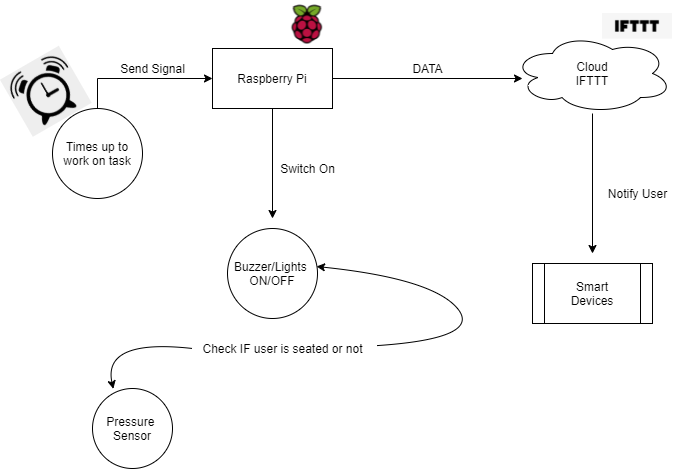 IFTTT
Send Signal
Raspberry Pi
DATA
Cloud
IFTTT
Times up to
work on task
Switch On
Notify User
Buzzer/Lights
ON/OFF
Smart
Devices
Check IF user is seated or not
Pressure
Sensor